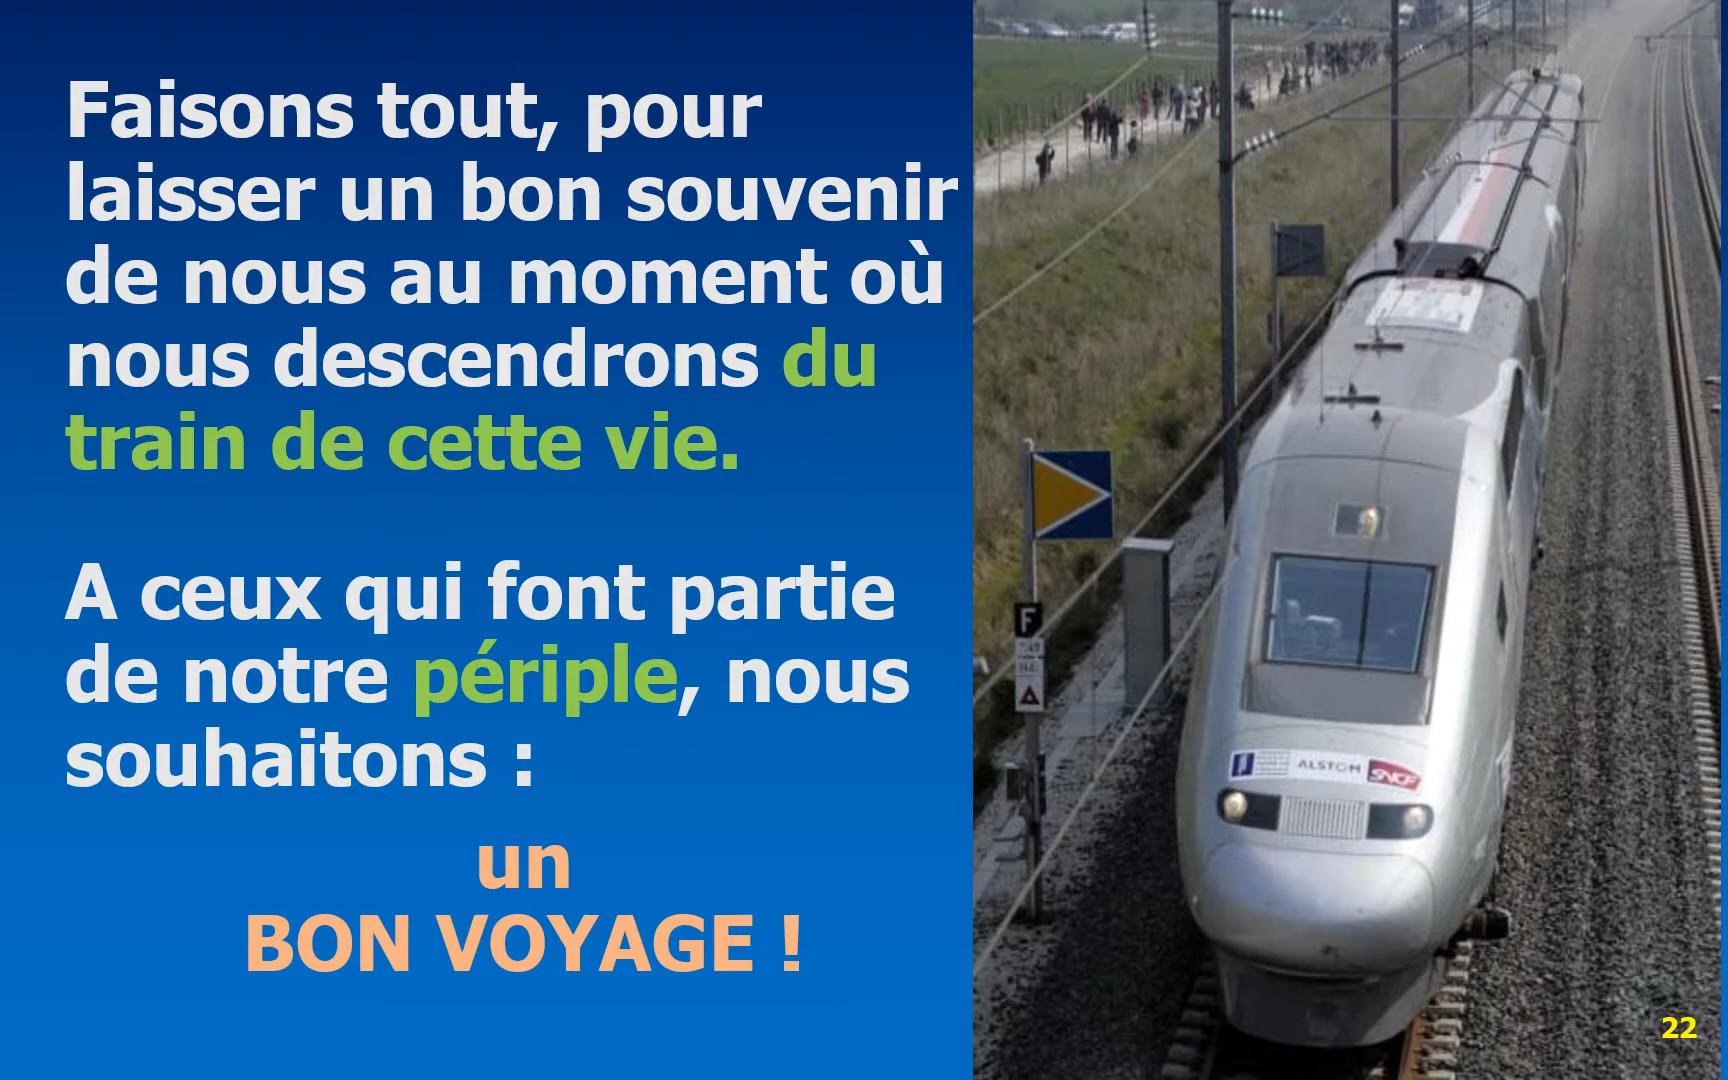 Faisons tout, pour
laisser un bon souvenir
de nous au moment où
nous descendrons du
train de cette vie.
A ceux qui font partie
de notre périple, nous
souhaitons :
un
BON VOYAGE !
F
ALSTOM
SNCF
22